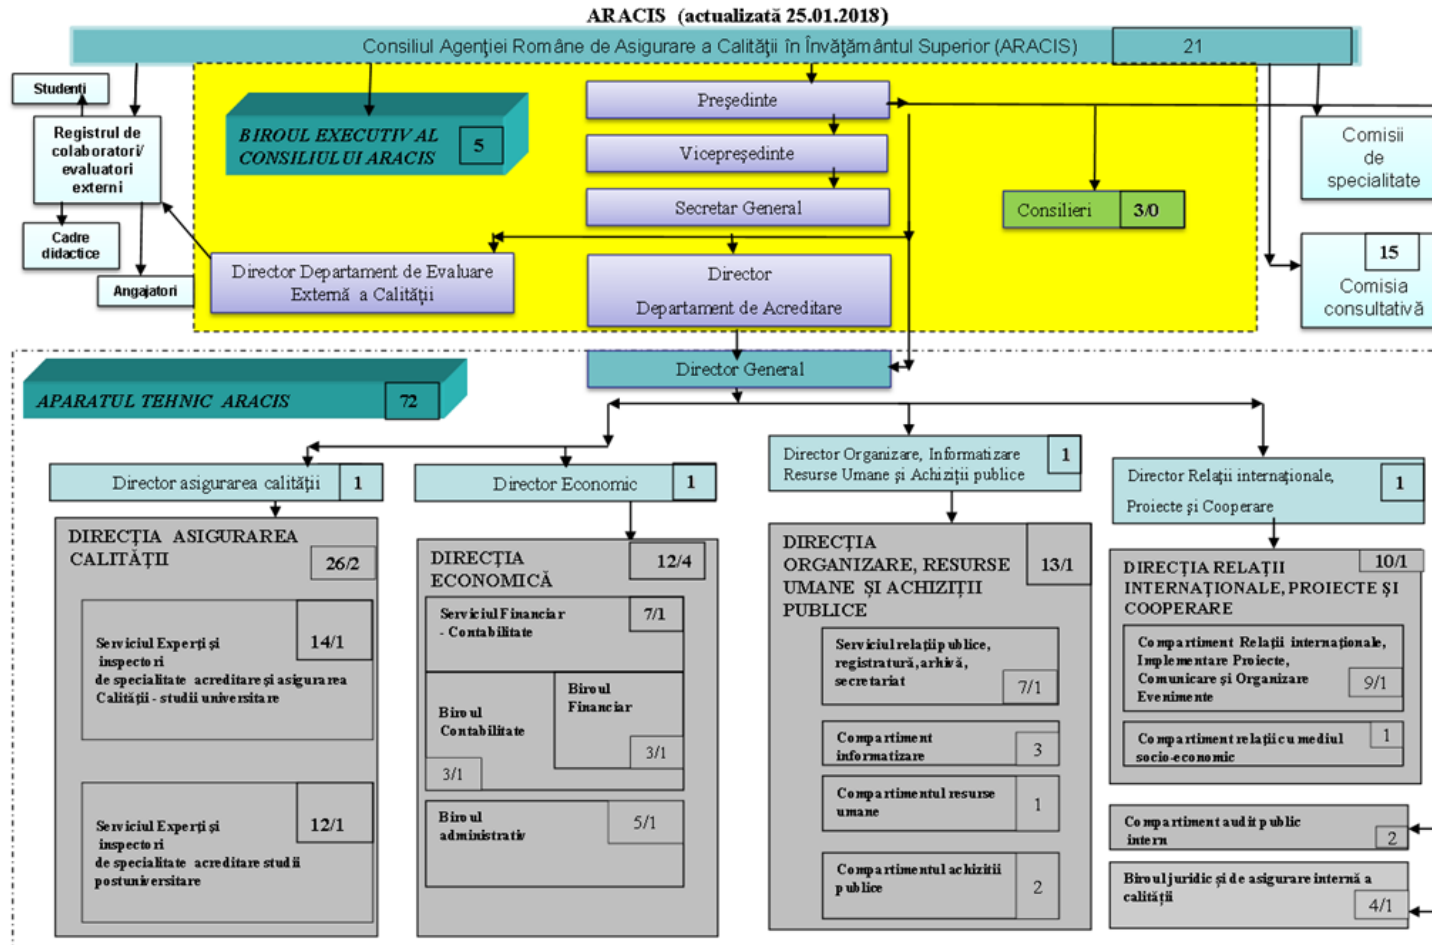 ARACIS (actualizată 25.01.2018)
Consiliul Agenţiei Române de Asigurare a Calităţii în Învăţământul Superior (ARACIS)
21
Studenţi
Registrul de
colaboratori/
evaluatori
externi
Cadre
didactice
Angajatori
BIROUL EXECUTIV AL
CONSILIULUI ARACIS
5
Preşedinte
Vicepreşedinte
Secretar General
Consilieri
3/0
Comisii
de
specialitate
15
Comisia
consultativă
Director Departament de Evaluare
Externă a Calităţii
Director
Departament de Acreditare
Director General
APARATUL TEHNIC ARACIS
72
Director asigurarea calităţii
1
Director Economic
1
Director Organizare, Informatizare
Resurse Umane şi Achiziţii publice
1
Director Relaţii internaţionale,
Proiecte şi Cooperare
1
DIRECŢIA ASIGURAREA
CALITĂŢII
26/2
Serviciul Experţi şi
inspectori
de specialitate acreditare şi asigurarea
Calităţii - studii universitare
14/1
Serviciul Experţi şi
inspectori
de specialitate acreditare studii
postuniversitare
12/1
DIRECŢIA
ECONOMICĂ
12/4
Serviciul Financiar
- Contabilitate
7/1
Biroul
Contabilitate
3/1
Biroul
Financiar
3/1
Biroul
administrativ
5/1
DIRECŢIA
ORGANIZARE, RESURSE
UMANE ŞI ACHIZIŢII
PUBLICE
13/1
Serviciul relaţii publice,
registratură, arhivă,
secretariat
7/1
Compartiment
informatizare
3
Compartimentul resurse
umane
1
Compartimentul achizitii
publice
2
DIRECŢIA RELAŢII
INTERNAŢIONALE, PROIECTE ŞI
COOPERARE
10/1
Compartiment Relaţii internaţionale,
Implementare Proiecte,
Comunicare şi Organizare
Evenimente
9/1
Compartiment relaţii cu mediul
socio-economic
1
Compartiment audit public
intern
2
Biroul juridic şi de asigurare internă a
calităţii
4/1